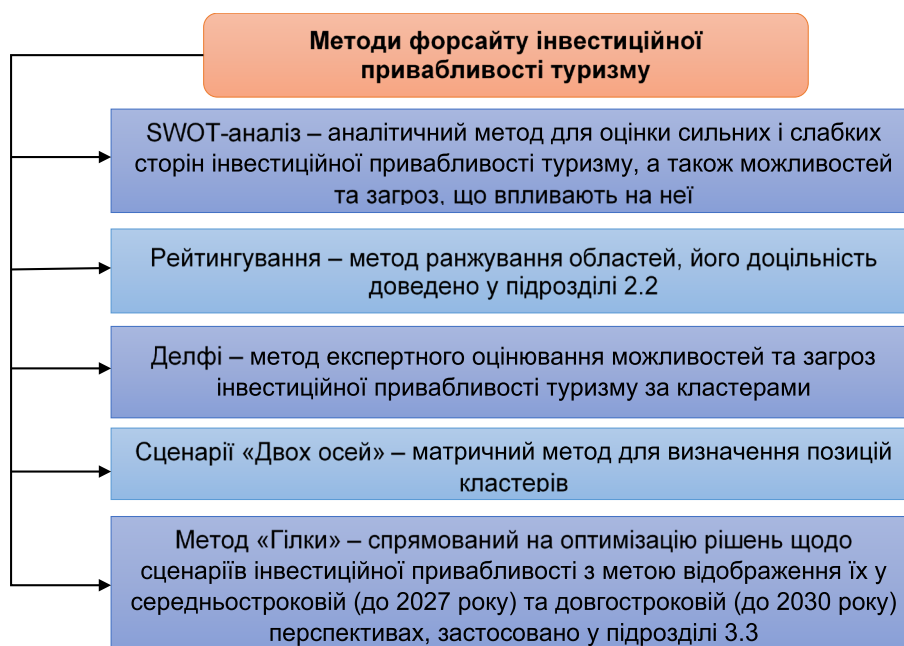 Методи форсайту інвестиційної
привабливості туризму
SWOT-аналіз – аналітичний метод для оцінки сильних і слабких
сторін інвестиційної привабливості туризму, а також можливостей
та загроз, що впливають на неї
Рейтингування – метод ранжування областей, його доцільність
доведено у підрозділі 2.2
Делфі – метод експертного оцінювання можливостей та загроз
інвестиційної привабливості туризму за кластерами
Сценарії «Двох осей» – матричний метод для визначення позицій
кластерів
Метод «Гілки» – спрямований на оптимізацію рішень щодо
сценаріїв інвестиційної привабливості з метою відображення їх у
середньостроковій (до 2027 року) та довгостроковій (до 2030 року)
перспективах, застосовано у підрозділі 3.3